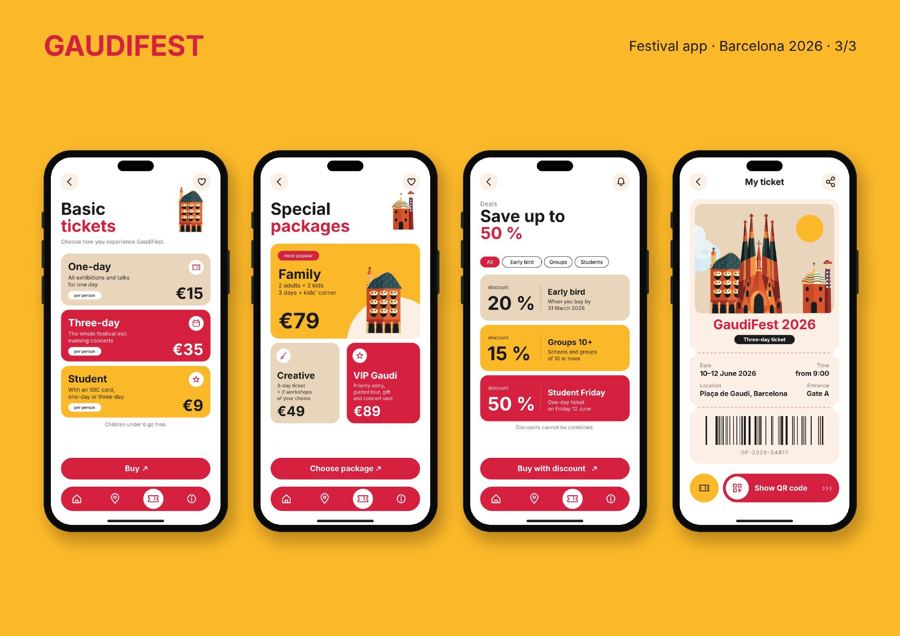 GAUDIFEST
Festival app · Barcelona 2026 · 3/3
Basic
tickets
Choose how you experience GaudiFest.
One-day
All exhibitions and talks
for one day
per person
€15
Three-day
The whole festival incl.
evening concerts
per person
€35
Student
With an ISIC card,
one-day or three-day
per person
€9
Children under 6 go free.
Buy ↗
Special
packages
most popular
Family
2 adults + 2 kids
3 days + kids' corner
€79
Creative
3-day ticket
+ 2 workshops
of your choice
€49
VIP Gaudí
Priority entry,
guided tour, gift
and concert seat
€89
Choose package ↗
Deals
Save up to
50 %
All
Early bird
Groups
Students
discount
20 %
Early bird
When you buy by
31 March 2026
discount
15 %
Groups 10+
Schools and groups
of 10 or more
discount
50 %
Student Friday
One-day ticket
on Friday 12 June
Discounts cannot be combined.
Buy with discount ↗
My ticket
GaudiFest 2026
Three-day ticket
Date
Time
10–12 June 2026
from 9:00
Location
Entrance
Plaça de Gaudí, Barcelona
Gate A
GF-2026-04817
Show QR code